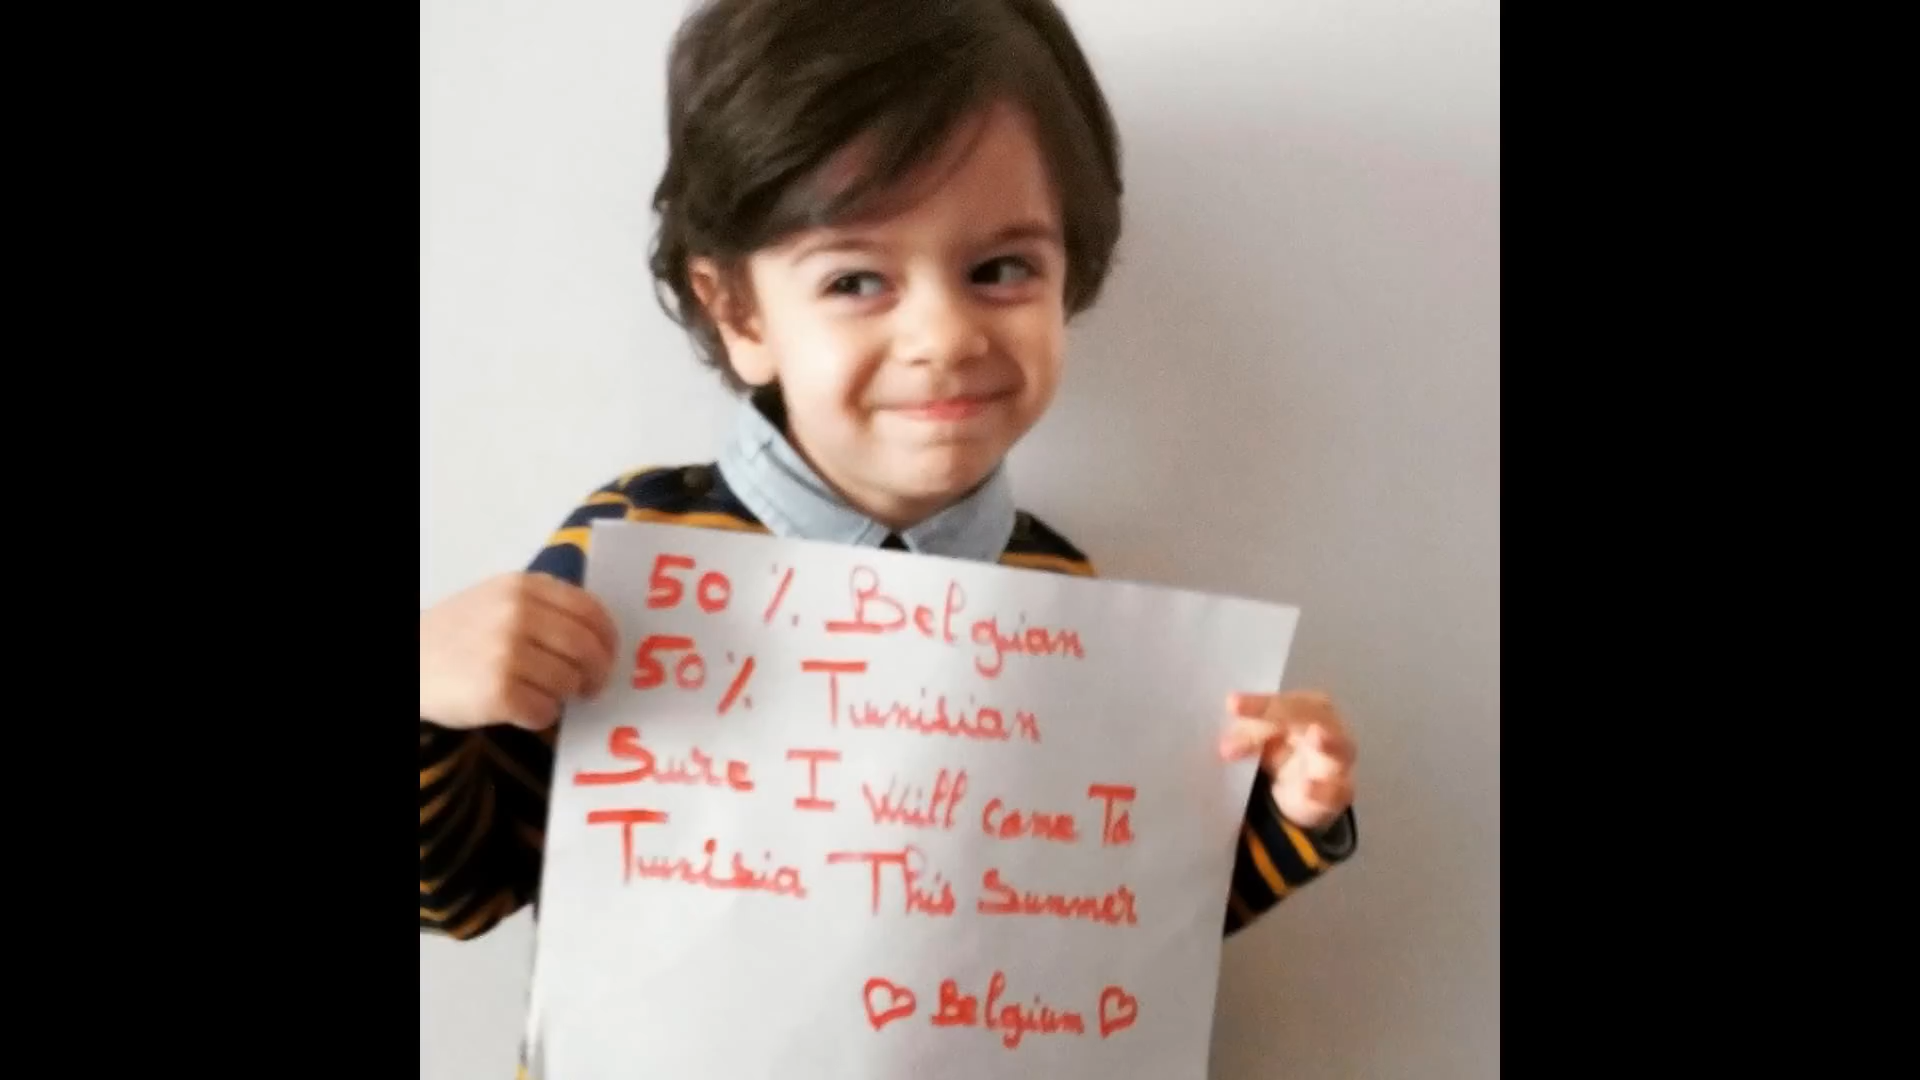 50% Belgian
50% Tunisian
Sure I will come To
Tunisia This Summer
♡ Belgium ♡